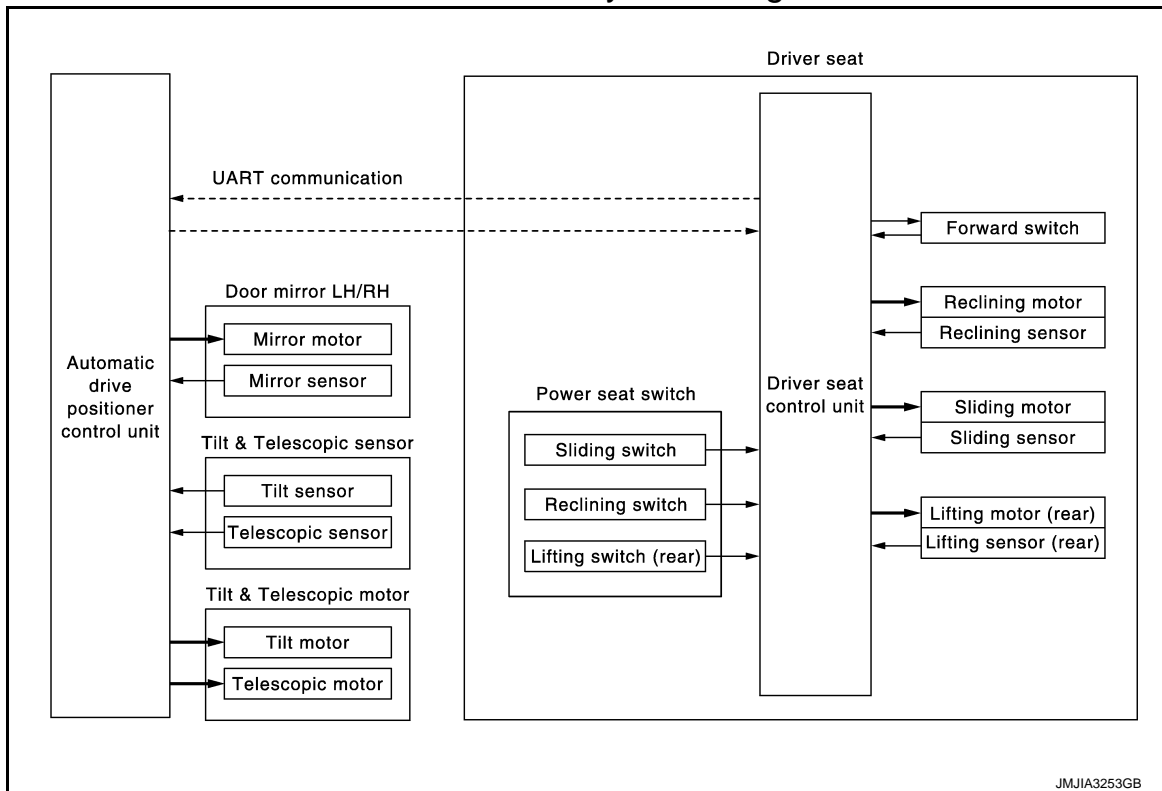 Driver seat
UART communication
Forward switch
Door mirror LH/RH
Mirror motor
Mirror sensor
Automatic
drive
positioner
control unit
Tilt & Telescopic sensor
Tilt sensor
Telescopic sensor
Tilt & Telescopic motor
Tilt motor
Telescopic motor
Power seat switch
Sliding switch
Reclining switch
Lifting switch (rear)
Driver seat
control unit
Reclining motor
Reclining sensor
Sliding motor
Sliding sensor
Lifting motor (rear)
Lifting sensor (rear)
JMJIA3253GB